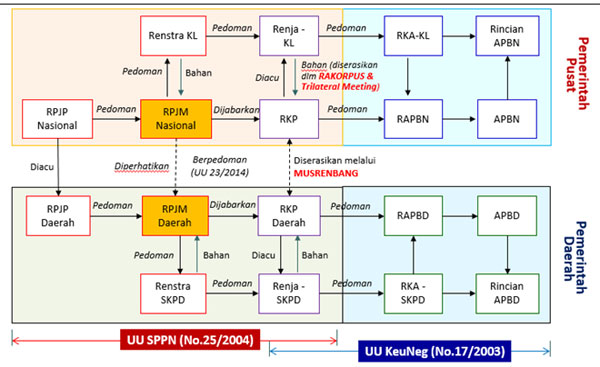 Pedoman
Pedoman
Renstra KL
Renja -
KL
RKA-KL
Rincian
APBN
Pedoman
Bahan
Diacu
Bahan (diserasikan
dlm RAKORPUS &
Trilateral Meeting)
RPJP
Nasional
Pedoman
RPJM
Nasional
Dijabarkan
RKP
Pedoman
RAPBN
APBN
Pemerintah
Pusat
Diacu
Diperhatikan
Berpedoman
(UU 23/2014)
Diserasikan melalui
MUSRENBANG
RPJP
Daerah
Pedoman
RPJM
Daerah
Dijabarkan
RKP
Daerah
Pedoman
RAPBD
APBD
Pedoman
Bahan
Diacu
Bahan
Renstra
SKPD
Pedoman
Renja -
SKPD
Pedoman
RKA -
SKPD
Rincian
APBD
Pemerintah
Daerah
UU SPPN (No.25/2004)
UU KeuNeg (No.17/2003)